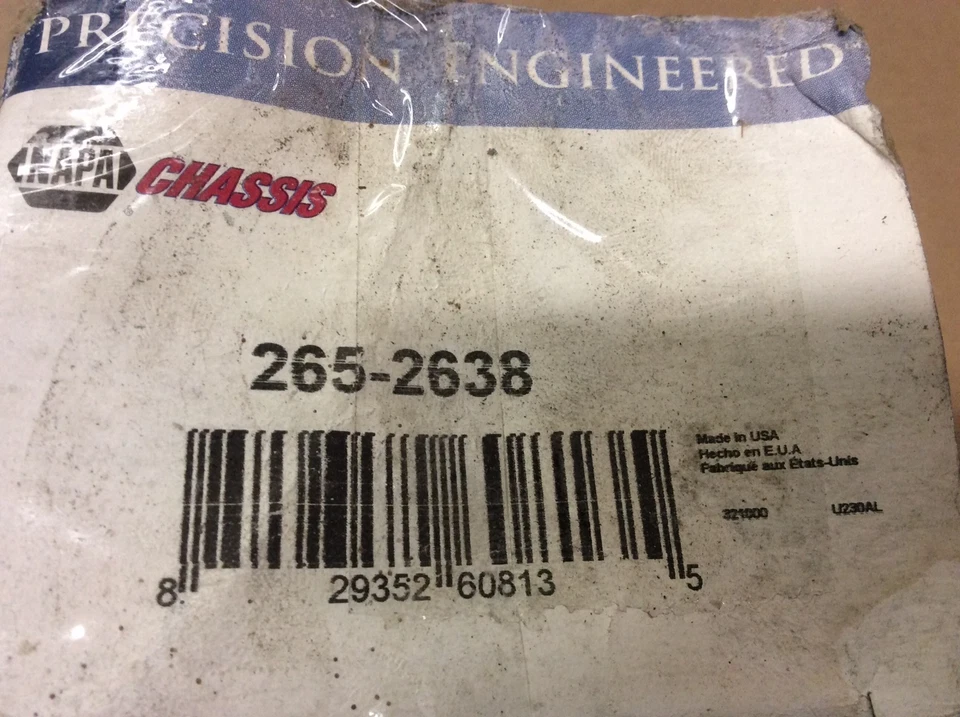 PRECISION ENGINEERED
NAPA CHASSIS
265-2638
Made in USA
Hecho en E.U.A
Fabriqué aux États-Unis
321000 U230AL
8 29352 60813 5